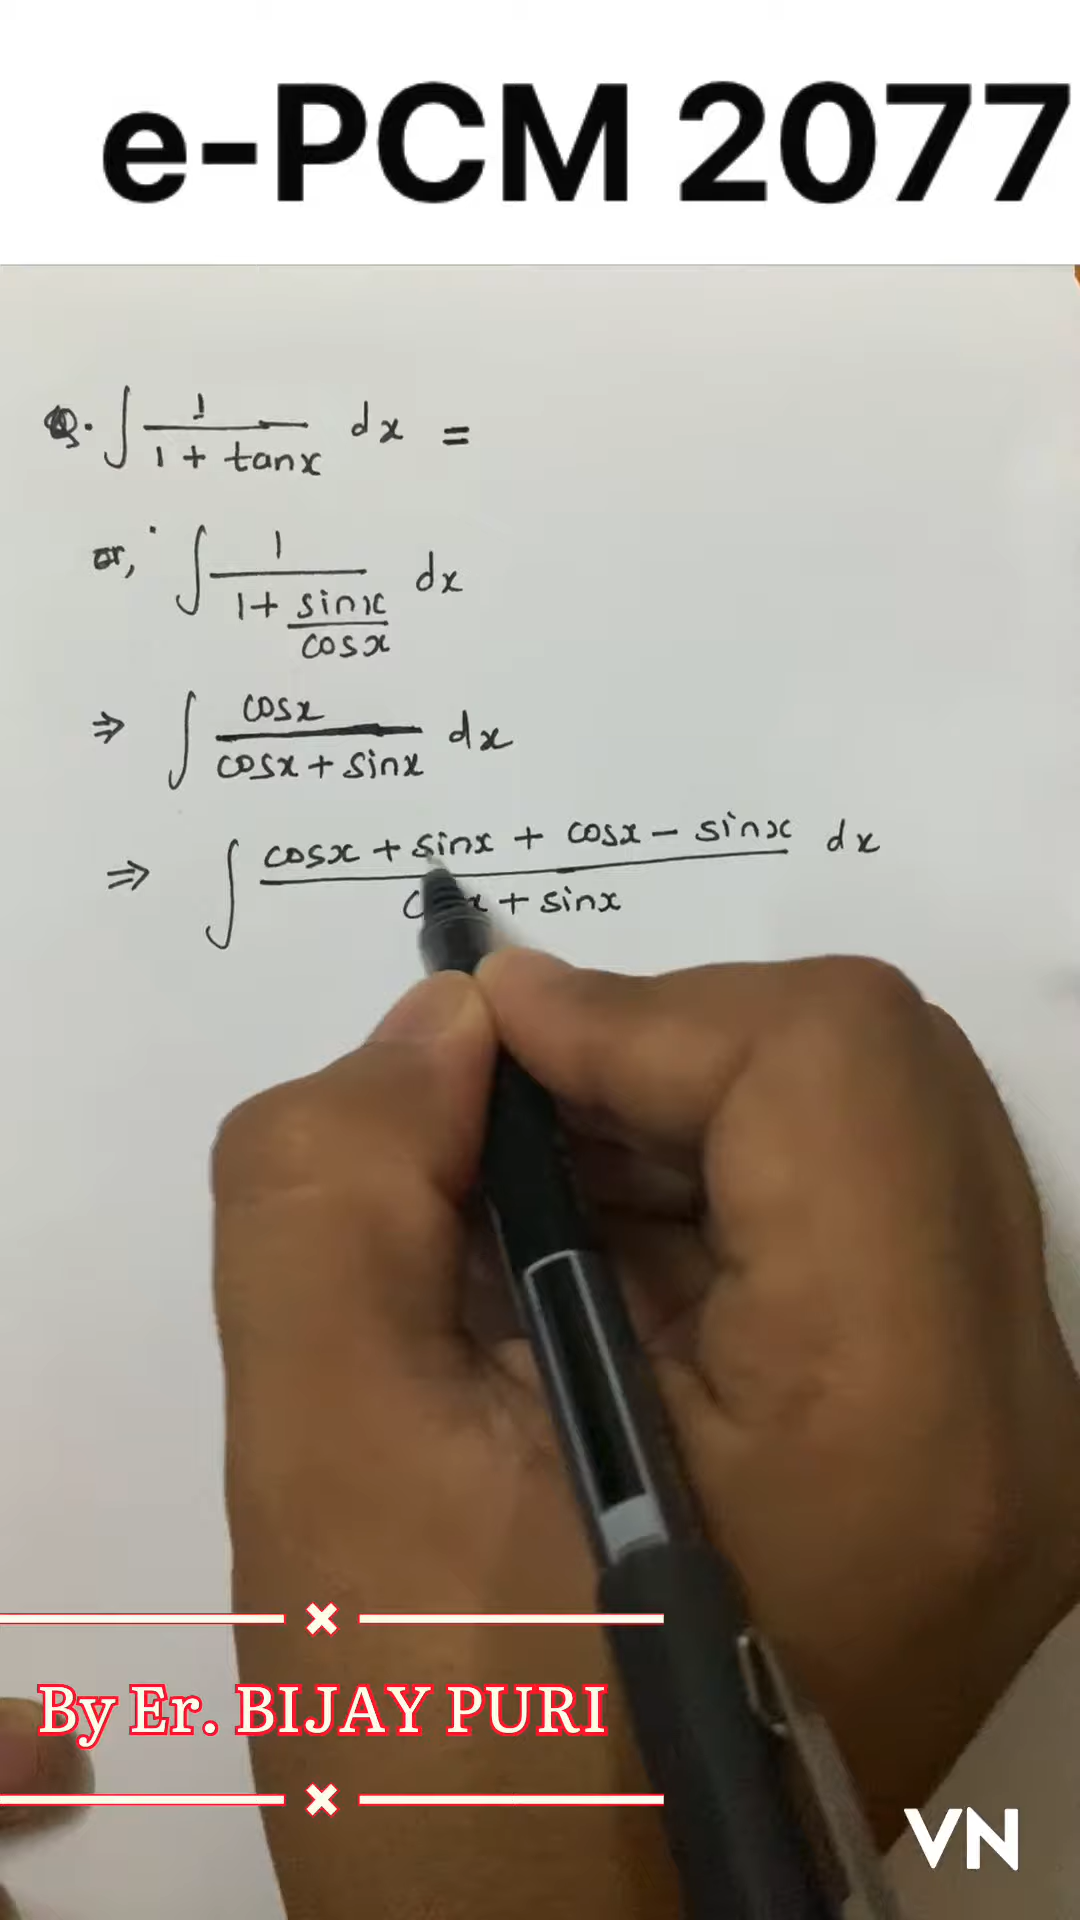 e-PCM 2077
Q. ∫ 1 / (1 + tanx) dx =
or, ∫ 1 / (1 + sinx/cosx) dx
⇒ ∫ cosx / (cosx + sinx) dx
⇒ ∫ (cosx + sinx + cosx − sinx) / ( + sinx) dx
By Er. BIJAY PURI
VN